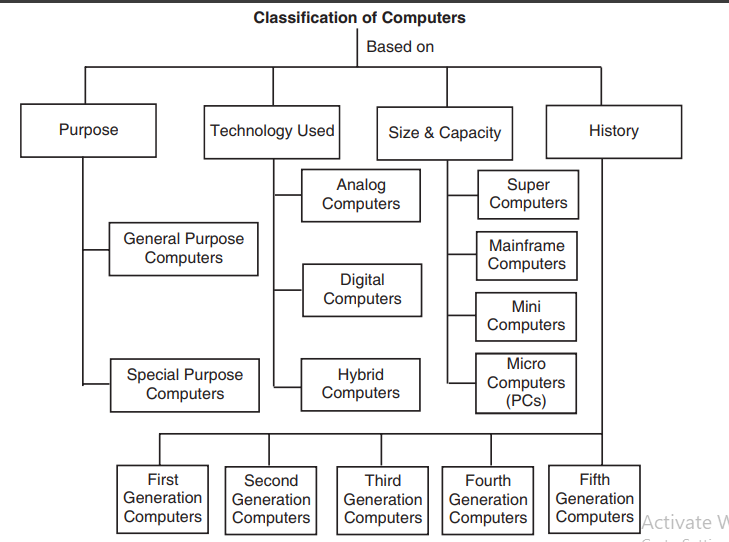 Classification of Computers
Based on
Purpose
Technology Used
Size & Capacity
History
Analog
Computers
Super
Computers
General Purpose
Computers
Mainframe
Computers
Digital
Computers
Mini
Computers
Special Purpose
Computers
Hybrid
Computers
Micro
Computers
(PCs)
First
Generation
Computers
Second
Generation
Computers
Third
Generation
Computers
Fourth
Generation
Computers
Fifth
Generation
Computers
Activate